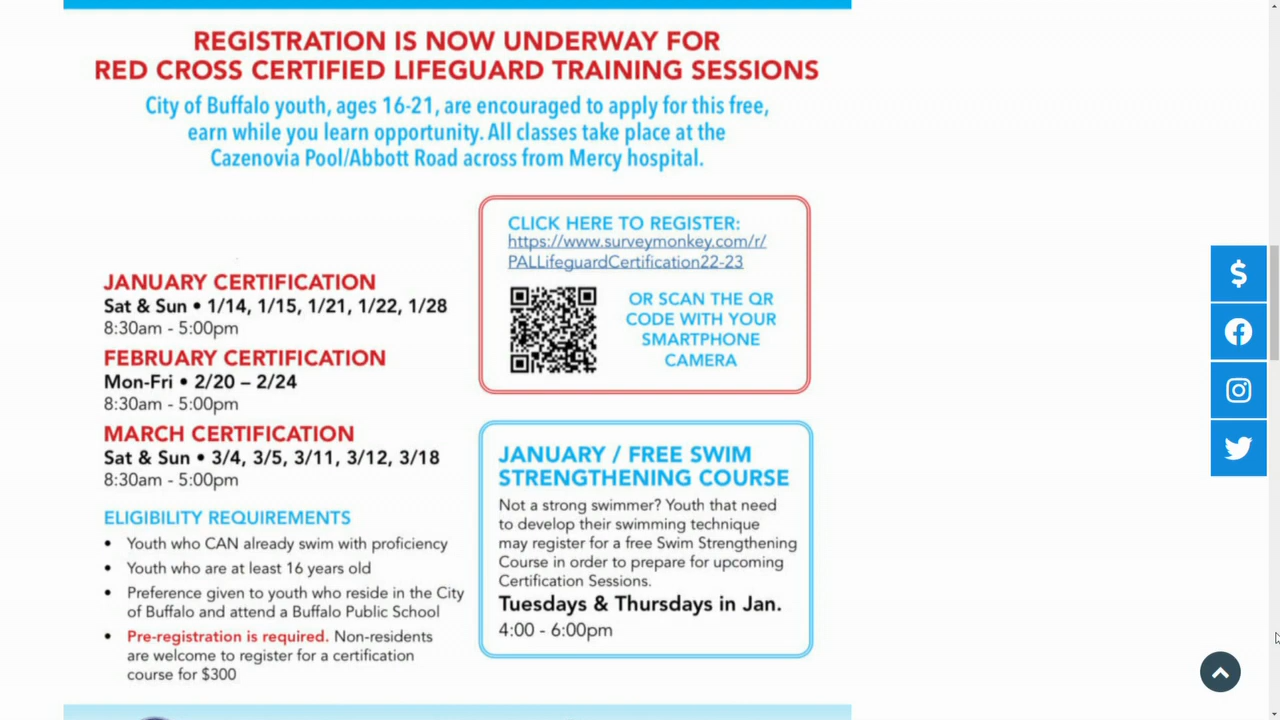 REGISTRATION IS NOW UNDERWAY FOR
RED CROSS CERTIFIED LIFEGUARD TRAINING SESSIONS
City of Buffalo youth, ages 16-21, are encouraged to apply for this free,
earn while you learn opportunity. All classes take place at the
Cazenovia Pool/Abbott Road across from Mercy hospital.
JANUARY CERTIFICATION
Sat & Sun • 1/14, 1/15, 1/21, 1/22, 1/28
8:30am - 5:00pm
FEBRUARY CERTIFICATION
Mon-Fri • 2/20 – 2/24
8:30am - 5:00pm
MARCH CERTIFICATION
Sat & Sun • 3/4, 3/5, 3/11, 3/12, 3/18
8:30am - 5:00pm
ELIGIBILITY REQUIREMENTS
• Youth who CAN already swim with proficiency
• Youth who are at least 16 years old
• Preference given to youth who reside in the City
of Buffalo and attend a Buffalo Public School
• Pre-registration is required. Non-residents
are welcome to register for a certification
course for $300
CLICK HERE TO REGISTER:
https://www.surveymonkey.com/r/
PALLifeguardCertification22-23
OR SCAN THE QR
CODE WITH YOUR
SMARTPHONE
CAMERA
JANUARY / FREE SWIM
STRENGTHENING COURSE
Not a strong swimmer? Youth that need
to develop their swimming technique
may register for a free Swim Strengthening
Course in order to prepare for upcoming
Certification Sessions.
Tuesdays & Thursdays in Jan.
4:00 - 6:00pm